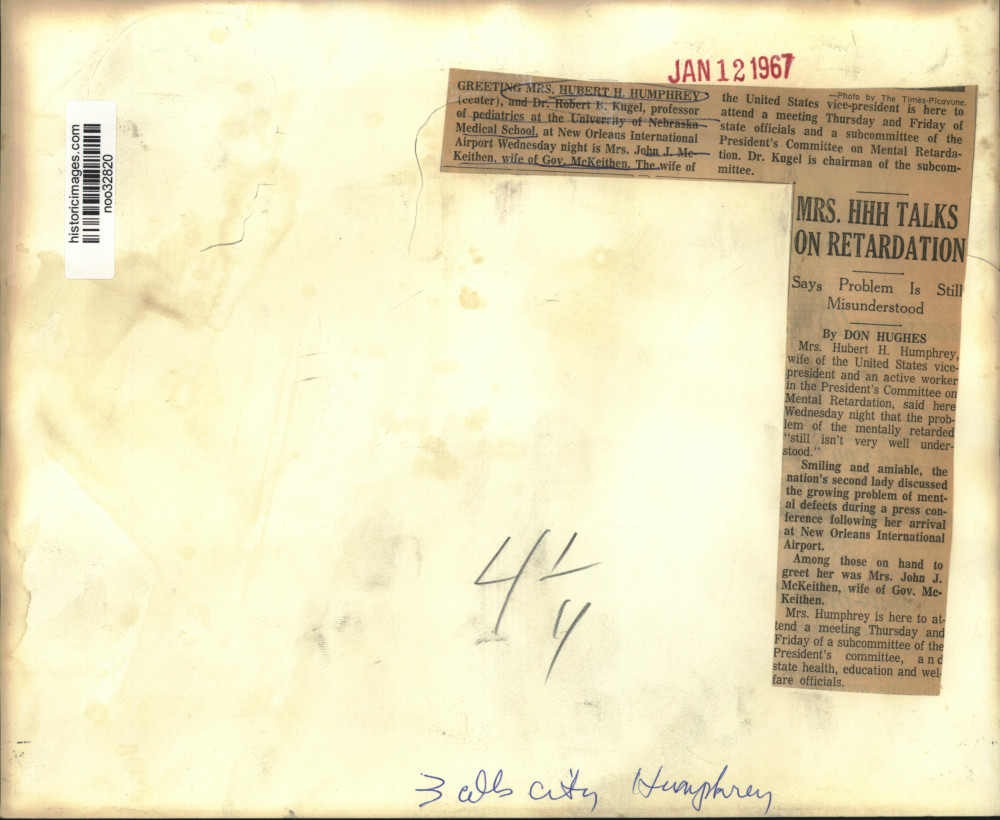 JAN 12 1967
historicimages.com
noo32820
GREETING MRS. HUBERT H. HUMPHREY
(center), and Dr. Robert B. Kugel, professor
of pediatrics at the University of Nebraska
Medical School, at New Orleans International
Airport Wednesday night is Mrs. John J. Mc-
Keithen, wife of Gov. McKeithen. The wife of
—Photo by The Times-Picayune.
the United States vice-president is here to
attend a meeting Thursday and Friday of
state officials and a subcommittee of the
President's Committee on Mental Retarda-
tion. Dr. Kugel is chairman of the subcom-
mittee.
MRS. HHH TALKS
ON RETARDATION
Says Problem Is Still
Misunderstood
By DON HUGHES
Mrs. Hubert H. Humphrey,
wife of the United States vice-
president and an active worker
in the President's Committee on
Mental Retardation, said here
Wednesday night that the prob-
lem of the mentally retarded
"still isn't very well under-
stood."
Smiling and amiable, the
nation's second lady discussed
the growing problem of ment-
al defects during a press con-
ference following her arrival
at New Orleans International
Airport.
Among those on hand to
greet her was Mrs. John J.
McKeithen, wife of Gov. Mc-
Keithen.
Mrs. Humphrey is here to at-
tend a meeting Thursday and
Friday of a subcommittee of the
President's committee, and
state health, education and wel-
fare officials.
4 1/4
3 cols city Humphrey